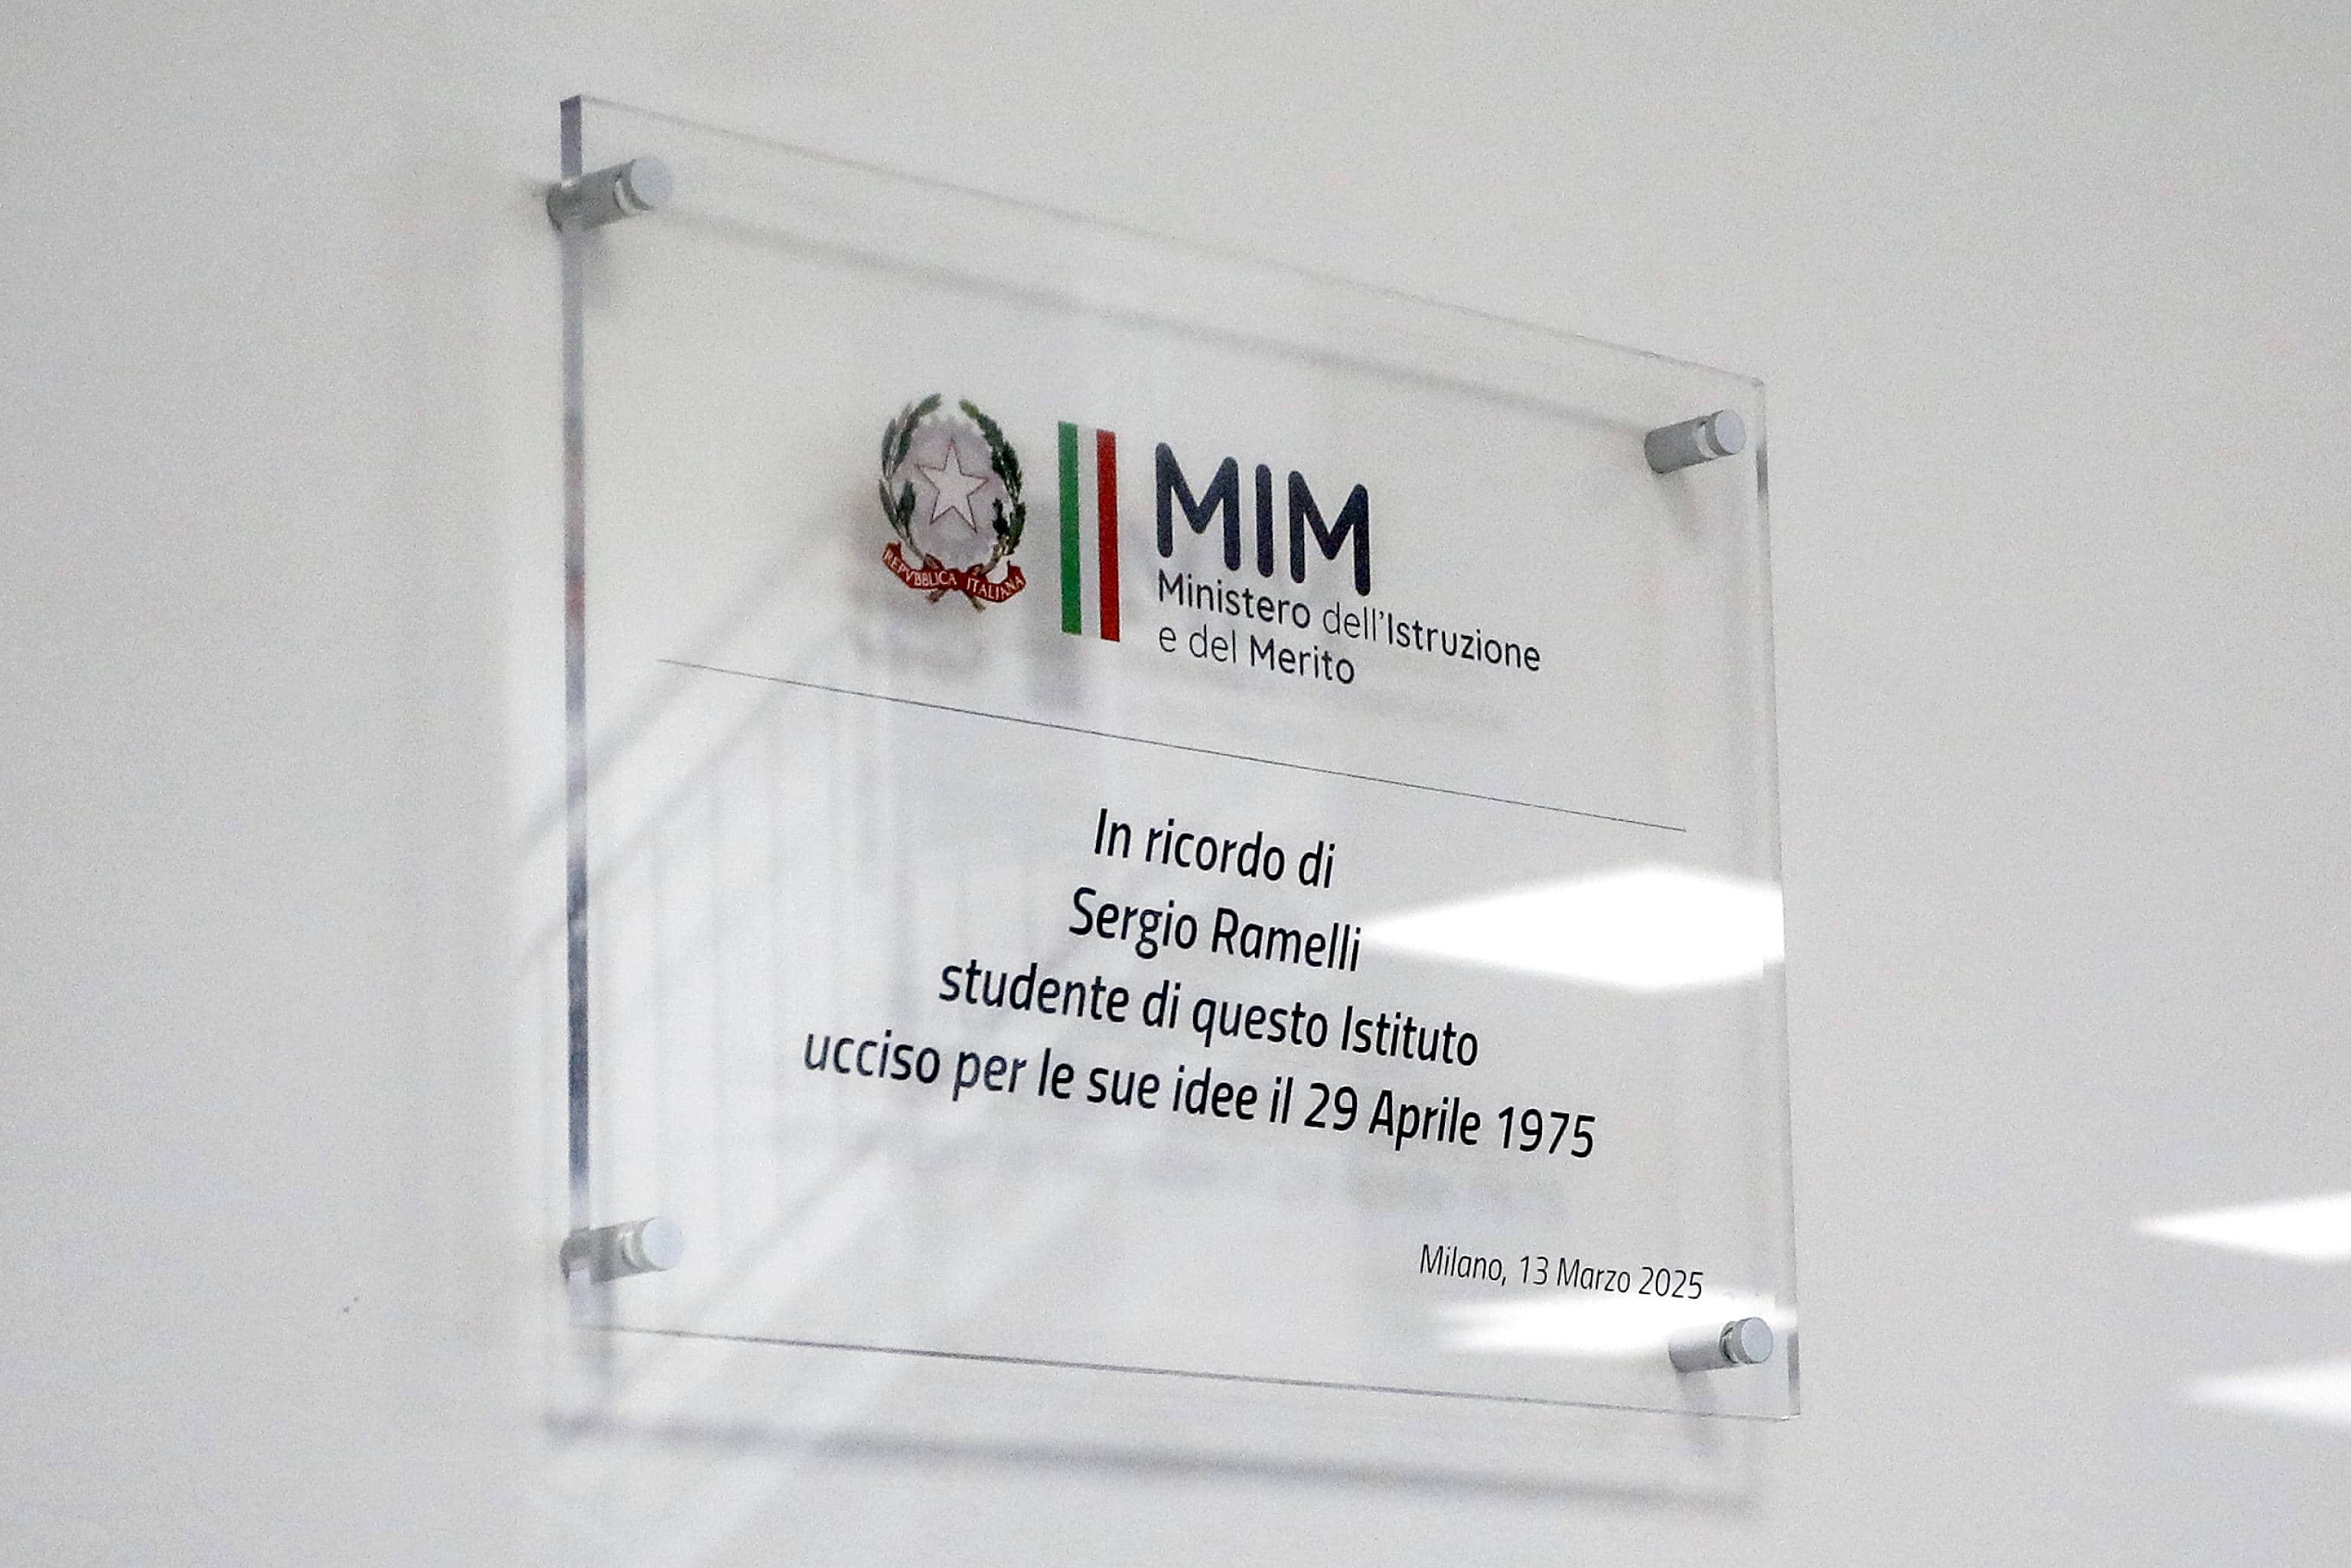 REPVBBLICA ITALIANA
MIM
Ministero dell'Istruzione
e del Merito
In ricordo di
Sergio Ramelli
studente di questo Istituto
ucciso per le sue idee il 29 Aprile 1975
Milano, 13 Marzo 2025